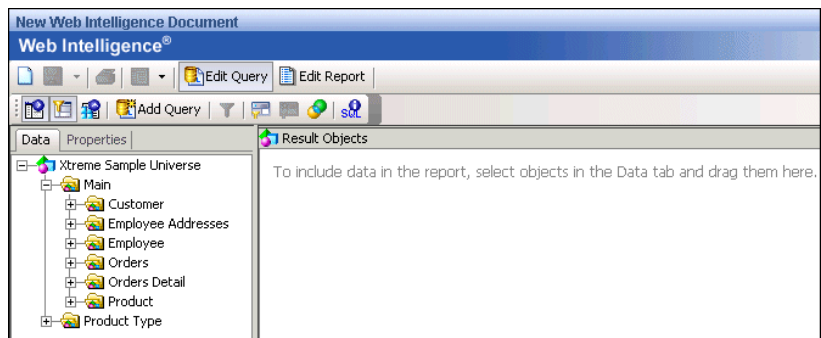 New Web Intelligence Document
Web Intelligence®
Edit Query Edit Report
Add Query SQL
Data Properties Result Objects
Xtreme Sample Universe
To include data in the report, select objects in the Data tab and drag them here.
Main
Customer
Employee Addresses
Employee
Orders
Orders Detail
Product
Product Type